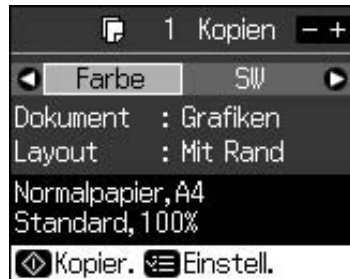 1 Kopien - +
Farbe SW
Dokument : Grafiken
Layout : Mit Rand
Normalpapier,A4
Standard, 100%
Kopier. Einstell.